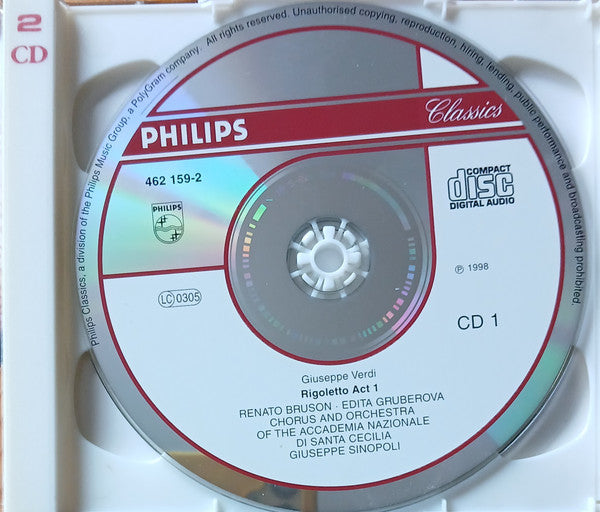 2
CD
Philips Classics, a division of the Philips Music Group, a PolyGram company. All rights reserved. Unauthorised copying, reproduction, hiring, lending, public performance and broadcasting prohibited.
PHILIPS
Classics
462 159-2
PHILIPS
COMPACT
disc
DIGITAL AUDIO
℗ 1998
LC 0305
CD 1
Giuseppe Verdi
Rigoletto Act 1
RENATO BRUSON · EDITA GRUBEROVA
CHORUS AND ORCHESTRA
OF THE ACCADEMIA NAZIONALE
DI SANTA CECILIA
GIUSEPPE SINOPOLI